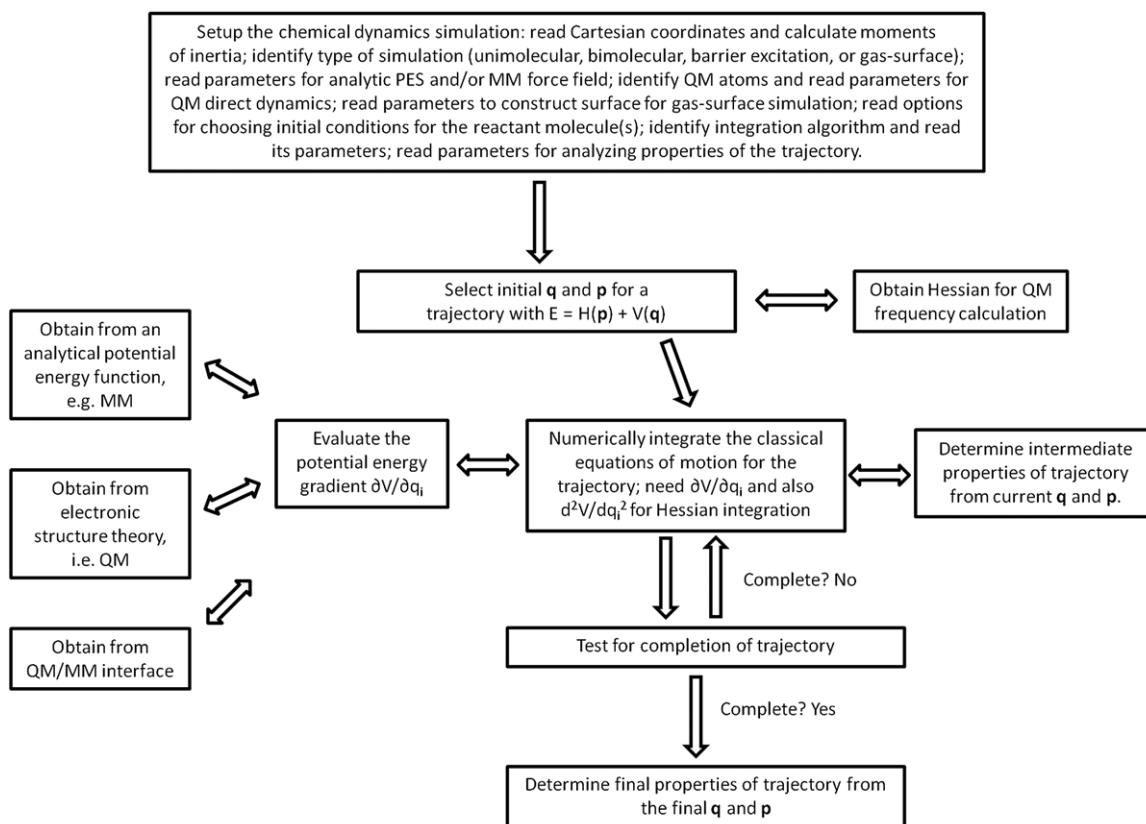 Setup the chemical dynamics simulation: read Cartesian coordinates and calculate moments
of inertia; identify type of simulation (unimolecular, bimolecular, barrier excitation, or gas-surface);
read parameters for analytic PES and/or MM force field; identify QM atoms and read parameters for
QM direct dynamics; read parameters to construct surface for gas-surface simulation; read options
for choosing initial conditions for the reactant molecule(s); identify integration algorithm and read
its parameters; read parameters for analyzing properties of the trajectory.
Select initial q and p for a
trajectory with E = H(p) + V(q)
Obtain Hessian for QM
frequency calculation
Obtain from an
analytical potential
energy function,
e.g. MM
Evaluate the
potential energy
gradient ∂V/∂qᵢ
Numerically integrate the classical
equations of motion for the
trajectory; need ∂V/∂qᵢ and also
d²V/dqᵢ² for Hessian integration
Determine intermediate
properties of trajectory
from current q and p.
Obtain from
electronic
structure theory,
i.e. QM
Complete? No
Obtain from
QM/MM interface
Test for completion of trajectory
Complete? Yes
Determine final properties of trajectory from
the final q and p